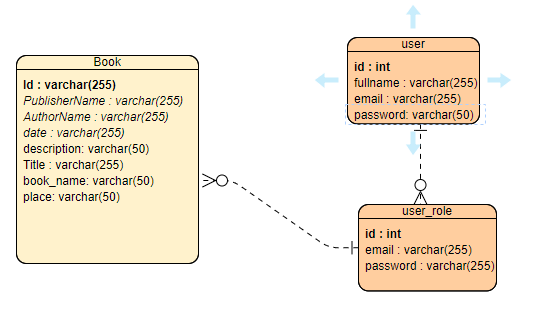 Book
Id : varchar(255)
PublisherName : varchar(255)
AuthorName : varchar(255)
date : varchar(255)
description: varchar(50)
Title : varchar(255)
book_name: varchar(50)
place: varchar(50)
user
id : int
fullname : varchar(255)
email : varchar(255)
password: varchar(50)
user_role
id : int
email : varchar(255)
password : varchar(255)